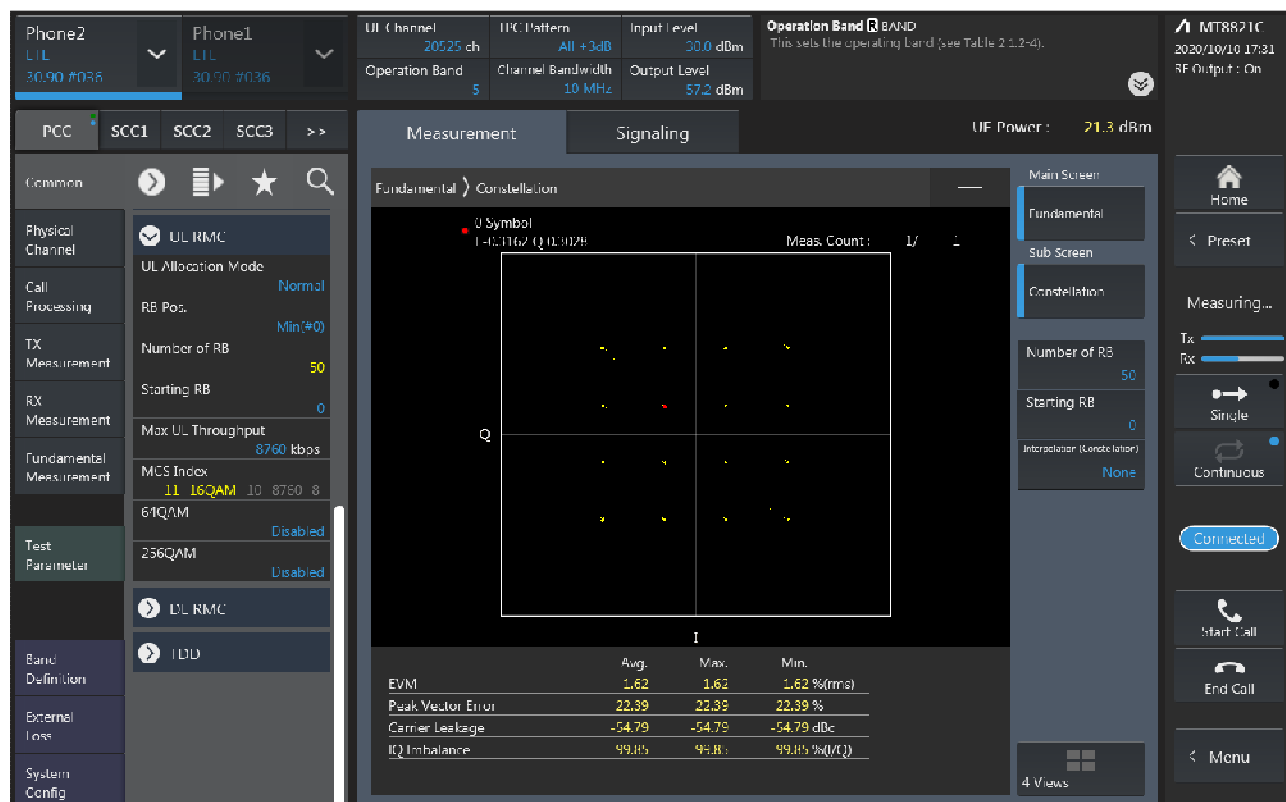 Phone2
LTE
30.90 #036
Phone1
LTE
30.90 #036
UL Channel
20525 ch
TPC Pattern
All +3dB
Input Level
30.0 dBm
Operation Band
5
Channel Bandwidth
10 MHz
Output Level
-57.2 dBm
Operation Band R BAND
This sets the operating band (see Table 2.1.2-4).
MT8821C
2020/10/10 17:31
RF Output : On
PCC
SCC1
SCC2
SCC3
>>
Measurement
Signaling
UE Power :
21.3 dBm
Common
Physical
Channel
Call
Processing
TX
Measurement
RX
Measurement
Fundamental
Measurement
Test
Parameter
Band
Definition
External
Loss
System
Config
UL RMC
UL Allocation Mode
Normal
RB Pos.
Min(#0)
Number of RB
50
Starting RB
0
Max UL Throughput
8760 kbps
MCS Index
11 16QAM 10 8760 8
64QAM
Disabled
256QAM
Disabled
DL RMC
TDD
Fundamental
Constellation
0 Symbol
I -0.3162 Q 0.3028
Meas. Count : 1/ 1
Q
I
Avg. Max. Min.
EVM 1.62 1.62 1.62 %(rms)
Peak Vector Error 22.39 22.39 22.39 %
Carrier Leakage -54.79 -54.79 -54.79 dBc
IQ Imbalance 99.85 99.85 99.85 %(I/Q)
Main Screen
Fundamental
Sub Screen
Constellation
Number of RB
50
Starting RB
0
Interpolation (Constellation)
None
4 Views
Home
< Preset
Measuring...
Tx
Rx
Single
Continuous
Connected
Start Call
End Call
< Menu